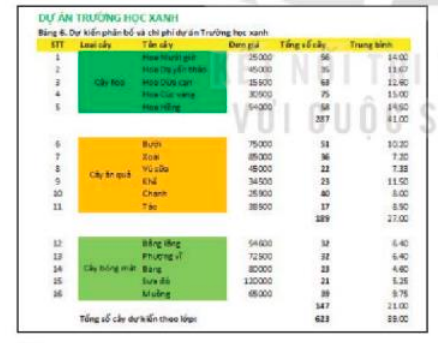 DỰ ÁN TRƯỜNG HỌC XANH
Bảng 6. Dự kiến phân bổ và chi phí dự án Trường học xanh
STT Loại cây Tên cây Đơn giá Tổng số cây Trung bình
1 Hoa Mười giờ 25000 56 14.00
2 Hoa 45000 35 11.67
3 Cây hoa Hoa Dừa cạn 15500 63 12.60
4 Hoa Cúc vàng 30500 75 15.00
5 Hoa Hồng 54000 58 14.50
287 41.00
6 Bưởi 75000 51 10.20
7 Xoài 85000 36 7.20
8 Cây ăn quả Vú sữa 45000 22 7.33
9 Khế 34500 23 11.50
10 Chanh 25900 40 8.00
11 Táo 38500 17 8.50
189 27.00
12 Bằng lăng 54600 32 6.40
13 Phượng vĩ 72500 32 6.40
14 Cây bóng mát Bàng 80000 23 4.60
15 Sưa đỏ 120000 21 5.25
16 Muồng 65000 39 9.75
147 21.00
Tổng số cây dự kiến theo lớp: 623 89.00